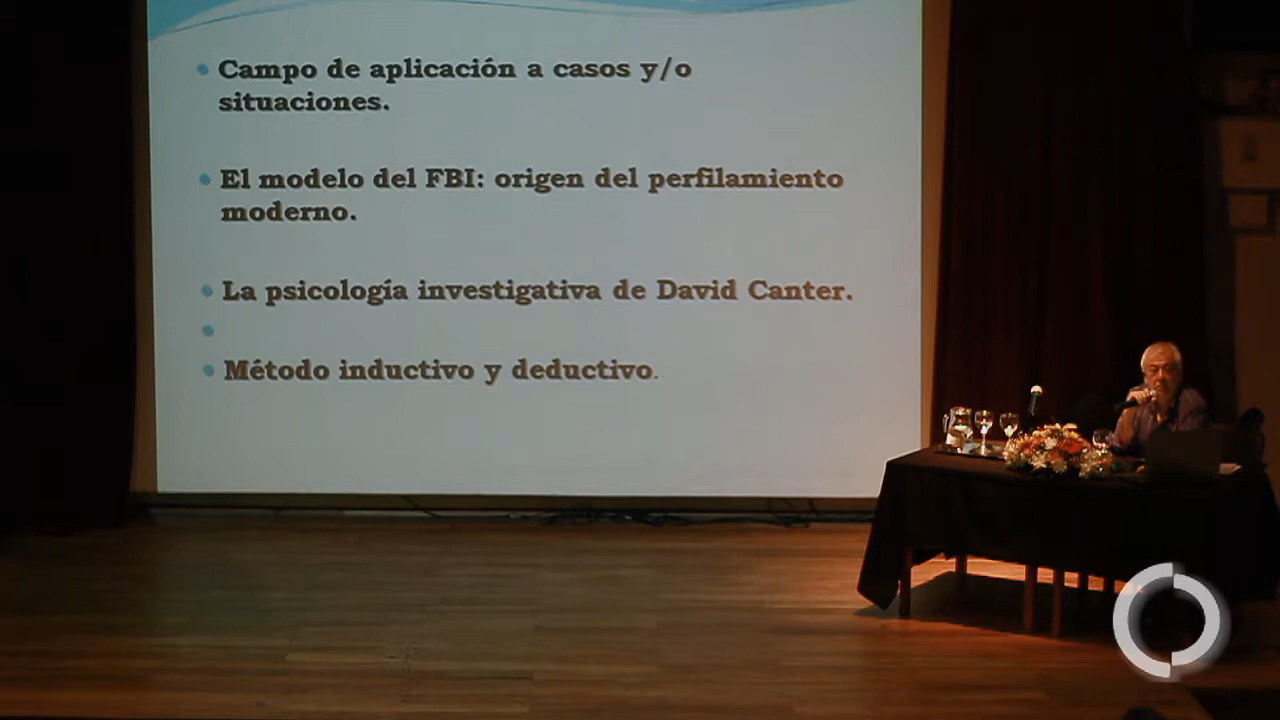 Campo de aplicación a casos y/o
situaciones.
El modelo del FBI: origen del perfilamiento
moderno.
La psicología investigativa de David Canter.
Método inductivo y deductivo.